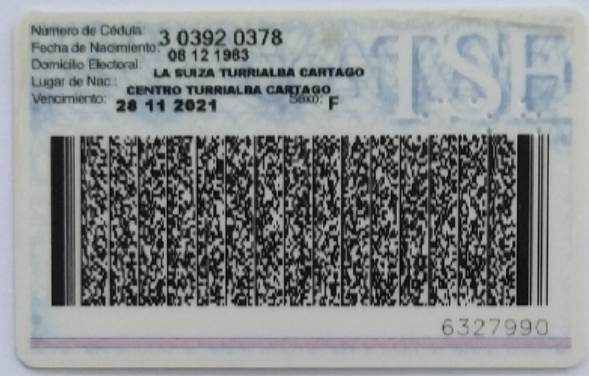 Número de Cédula: 3 0392 0378
Fecha de Nacimiento: 08 12 1983
Domicilio Electoral: LA SUIZA TURRIALBA CARTAGO
Lugar de Nac.: CENTRO TURRIALBA CARTAGO
Vencimiento: 28 11 2021 Sexo: F
TSE
6327990